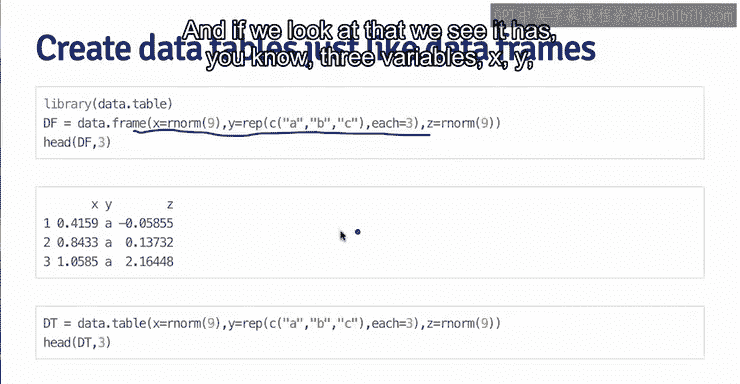 And if we look at that we see it has,
you know, three variables, x, y,
Create data tables just like data frames
library(data.table)
DF = data.frame(x=rnorm(9),y=rep(c("a","b","c"),each=3),z=rnorm(9))
head(DF,3)
x y z
1 0.4159 a -0.05855
2 0.8433 a 0.13732
3 1.0585 a 2.16448
DT = data.table(x=rnorm(9),y=rep(c("a","b","c"),each=3),z=rnorm(9))
head(DT,3)